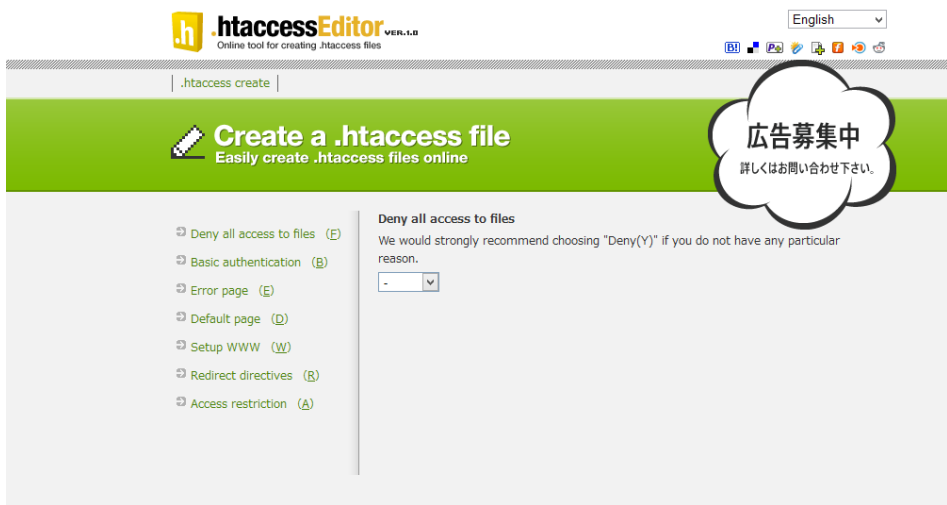 .h
.htaccessEditor VER.1.0
Online tool for creating .htaccess files
English
B!
.htaccess create
Create a .htaccess file
Easily create .htaccess files online
広告募集中
詳しくはお問い合わせ下さい。
Deny all access to files (F)
Basic authentication (B)
Error page (E)
Default page (D)
Setup WWW (W)
Redirect directives (R)
Access restriction (A)
Deny all access to files
We would strongly recommend choosing "Deny(Y)" if you do not have any particular
reason.
-